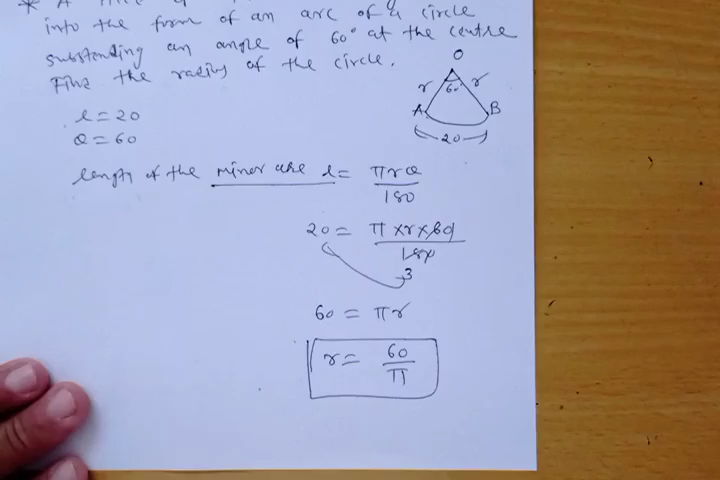 * A
into the form of an arc of a circle
substending an angle of 60° at the centre
Find the radius of the circle.
O
r 60 r
A B
20
l = 20
θ = 60
length of the minor arc l = πrθ
180
20 = π × r × 60
180
3
60 = πr
r = 60
π